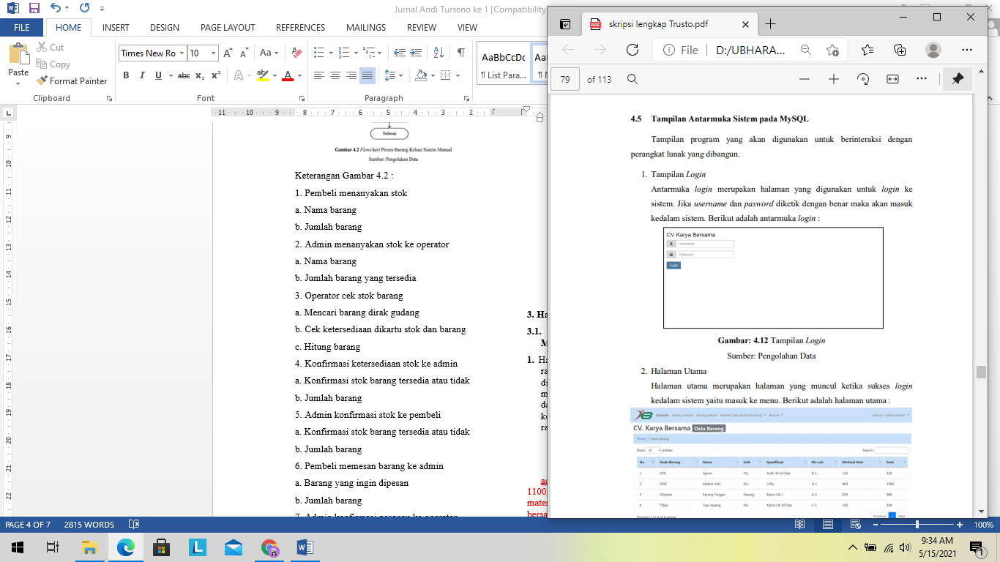 Jurnal Andi Turseno ke 1 [Compatibility
FILE
HOME
INSERT
DESIGN
PAGE LAYOUT
REFERENCES
MAILINGS
REVIEW
VIEW
Paste
Cut
Copy
Format Painter
Clipboard
Times New Ro
10
Font
Paragraph
AaBbCcDc
¶ List Para...
Selesai
Gambar 4.2 Flowchart Proses Barang Keluar Sistem Manual
Sumber: Pengolahan Data
Keterangan Gambar 4.2 :
1. Pembeli menanyakan stok
a. Nama barang
b. Jumlah barang
2. Admin menanyakan stok ke operator
a. Nama barang
b. Jumlah barang yang tersedia
3. Operator cek stok barang
a. Mencari barang dirak gudang
b. Cek ketersediaan dikartu stok dan barang
c. Hitung barang
4. Konfirmasi ketersediaan stok ke admin
a. Konfirmasi stok barang tersedia atau tidak
b. Jumlah barang
5. Admin konfirmasi stok ke pembeli
a. Konfirmasi stok barang tersedia atau tidak
b. Jumlah barang
6. Pembeli memesan barang ke admin
a. Barang yang ingin dipesan
b. Jumlah barang
7. Admin konfirmasi pesanan ke operator
3. Ha
3.1.
M
1. Ha
ra
di
m
da
ke
ra
1100
mater
bersa
PAGE 4 OF 7
2815 WORDS
100%
skripsi lengkap Trusto.pdf
File
D:/UBHARA...
79
of 113
4.5 Tampilan Antarmuka Sistem pada MySQL
Tampilan program yang akan digunakan untuk berinteraksi dengan
perangkat lunak yang dibangun.
1. Tampilan Login
Antarmuka login merupakan halaman yang digunakan untuk login ke
sistem. Jika username dan pasword diketik dengan benar maka akan masuk
kedalam sistem. Berikut adalah antarmuka login :
CV Karya Bersama
Username
Password
Login
Gambar: 4.12 Tampilan Login
Sumber: Pengolahan Data
2. Halaman Utama
Halaman utama merupakan halaman yang muncul ketika sukses login
kedalam sistem yaitu masuk ke menu. Berikut adalah halaman utama :
Beranda Barang Masuk Barang Keluar Master Data (Administrator) Report
Admin - Administrator
CV. Karya Bersama Data Barang
Home / Data Barang
Show 10 entries
Search:
No Kode Barang Nama Unit Spesifikasi Bin Lok Minimal Stok Stok
1 APR Apron Pcs Kulit UK All Size B-1 150 420
2 MSK Masker Kain Pcs 3 Ply D-1 400 1980
3 STpatria Sarung Tangan Pasang Katun UK L A-1 250 980
4 TPjpn Topi Jepang Pcs Katun UK All Size C-1 150 100
Showing 1 to 4 of 4 entries
Previous 1 Next
9:34 AM
5/15/2021